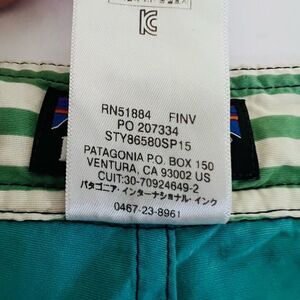 RN51884 FINV
PO 207334
STY86580SP15
PATAGONIA P.O. BOX 150
VENTURA, CA 93002 US
CUIT:30-70924649-2
パタゴニア・インターナショナル・インク
0467-23-8961